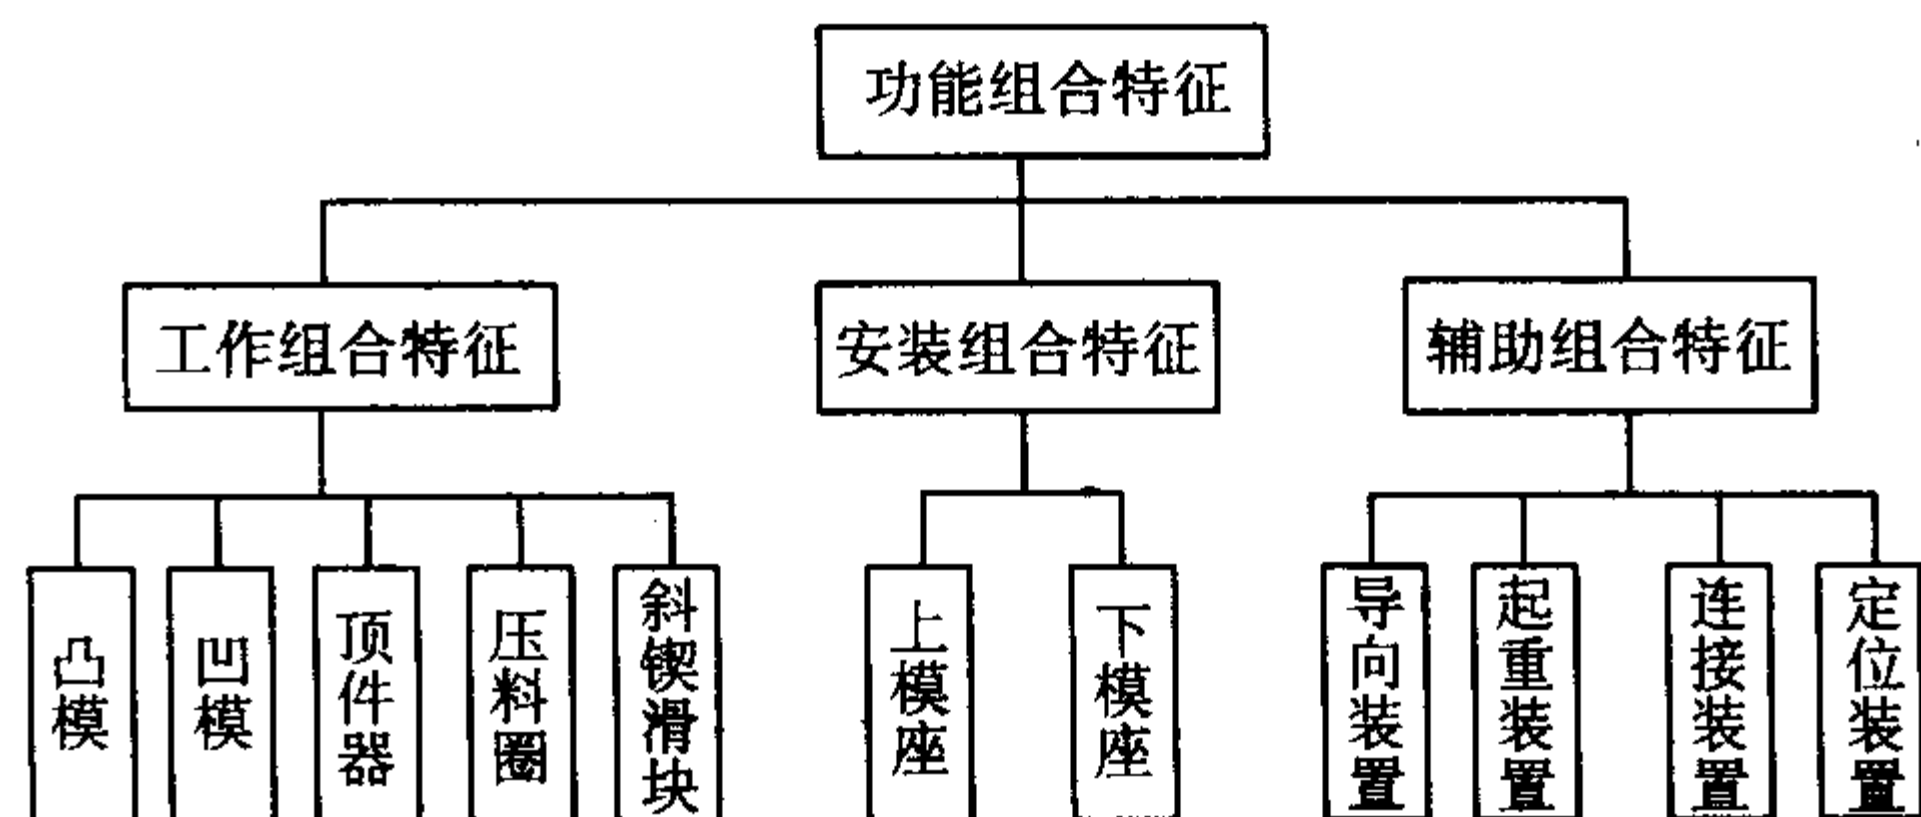 功能组合特征
工作组合特征
安装组合特征
辅助组合特征
凸模
凹模
顶件器
压料圈
斜锲滑块
上模座
下模座
导向装置
起重装置
连接装置
定位装置